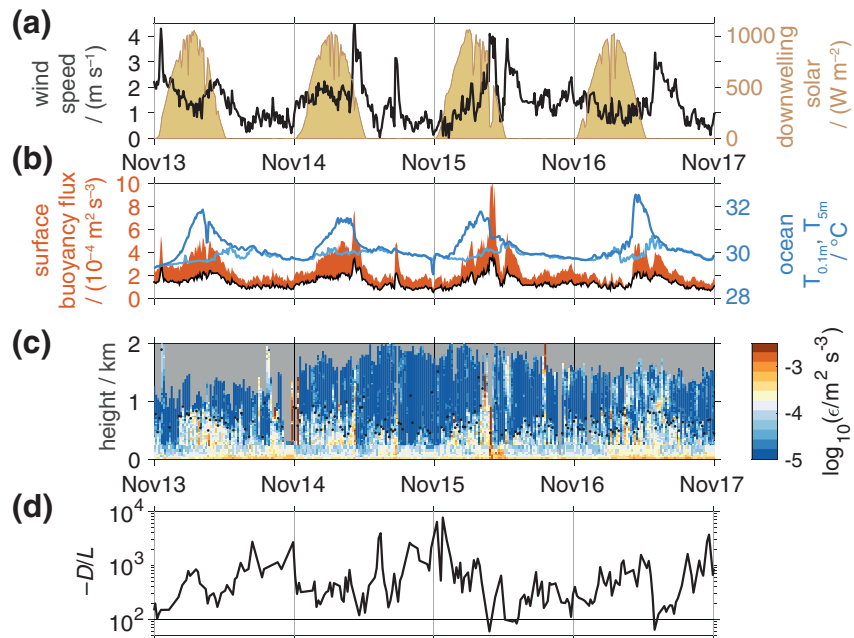 (a)
wind
speed
/ (m s⁻¹)
4
3
2
1
0
1000
500
0
downwelling
solar
/ (W m⁻²)
Nov13 Nov14 Nov15 Nov16 Nov17
(b)
surface
buoyancy flux
/ (10⁻⁴ m² s⁻³)
10
8
6
4
2
0
32
30
28
ocean
T0.1m, T5m
/ °C
(c)
height / km
2
1
0
-3
-4
-5
log10(ϵ/m² s⁻³)
Nov13 Nov14 Nov15 Nov16 Nov17
(d)
−D/L
10⁴
10³
10²